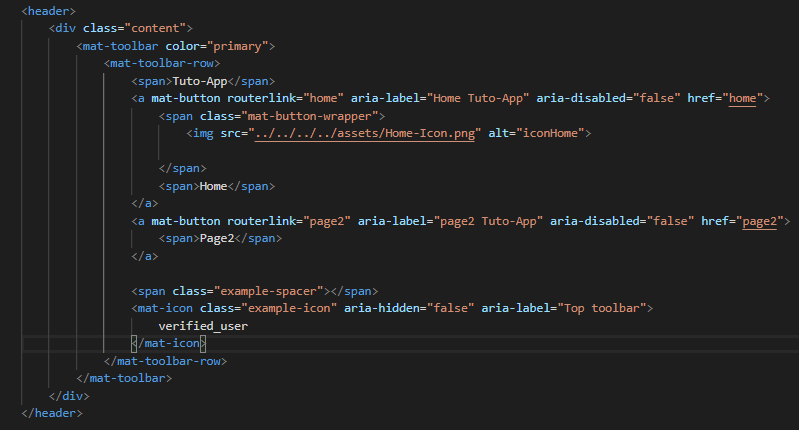 <header>
<div class="content">
<mat-toolbar color="primary">
<mat-toolbar-row>
<span>Tuto-App</span>
<a mat-button routerlink="home" aria-label="Home Tuto-App" aria-disabled="false" href="home">
<span class="mat-button-wrapper">
<img src="../../../../assets/Home-Icon.png" alt="iconHome">
</span>
<span>Home</span>
</a>
<a mat-button routerlink="page2" aria-label="page2 Tuto-App" aria-disabled="false" href="page2">
<span>Page2</span>
</a>
<span class="example-spacer"></span>
<mat-icon class="example-icon" aria-hidden="false" aria-label="Top toolbar">
verified_user
</mat-icon>
</mat-toolbar-row>
</mat-toolbar>
</div>
</header>